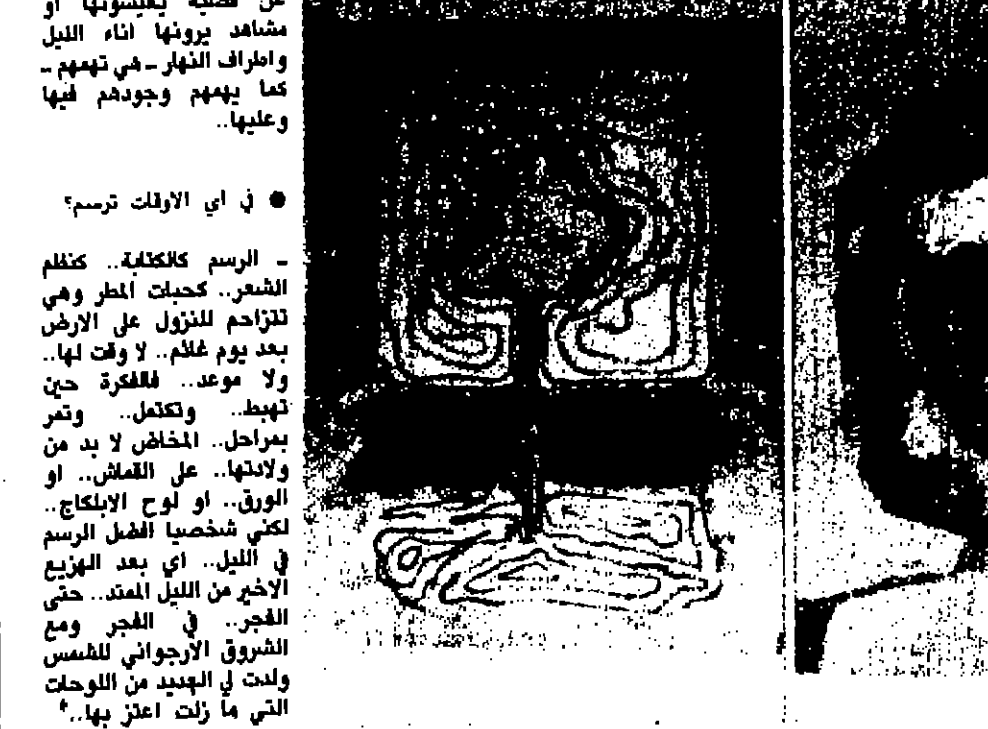 عن قضية يعيشونها او
مشاهد يرونها اناء الليل
واطراف النهار ـ هي تهمهم ـ
كما يهمهم وجودهم فيها
وعليها..
● في اي الاوقات ترسم؟
ـ الرسم كالكتابة.. كنظم
الشعر.. كحبات المطر وهي
تتزاحم للنزول على الارض
بعد يوم غائم.. لا وقت لها..
ولا موعد.. فالفكرة حين
تهبط.. وتكتمل.. وتمر
بمراحل.. المخاض لا بد من
ولادتها.. على القماش.. او
الورق.. او لوح الابلكاج..
لكني شخصيا افضل الرسم
في الليل.. اي بعد الهزيع
الاخير من الليل الممتد.. حتى
الفجر.. في الفجر ومع
الشروق الارجواني للشمس
ولدت لي العديد من اللوحات
التي ما زلت اعتز بها..*